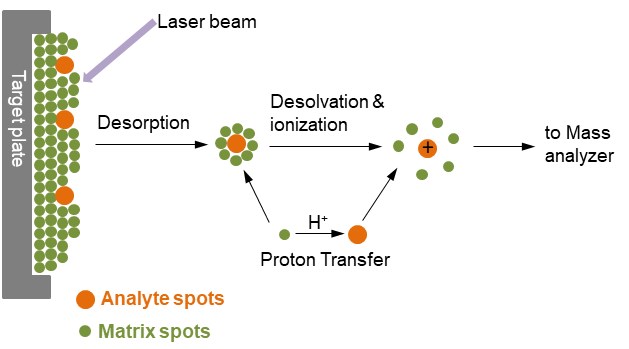 Laser beam
Target plate
Desorption
Desolvation &
ionization
+
to Mass
analyzer
H⁺
Proton Transfer
Analyte spots
Matrix spots